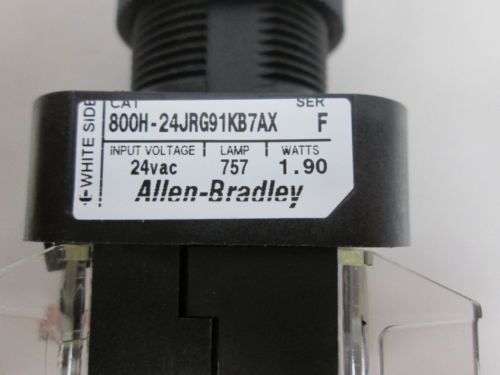 CAT SER
800H-24JRG91KB7AX F
INPUT VOLTAGE LAMP WATTS
24vac 757 1.90
Allen-Bradley
WHITE SIDE